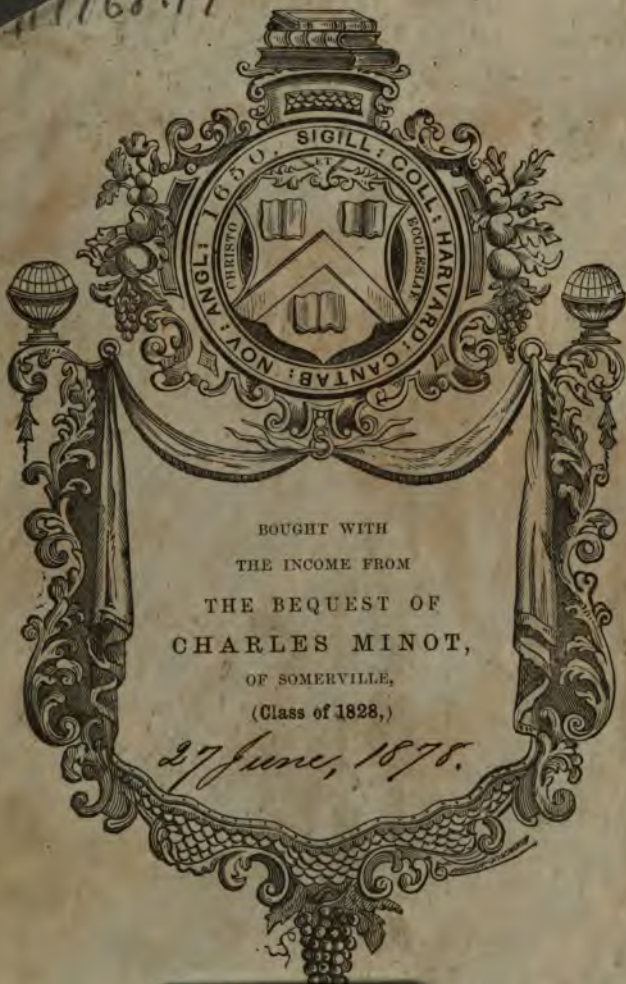 SIGILL: COLL: HARVARD: CANTAB: NOV: ANGL: 1650.
ET
CHRISTO
ECCLESIAE
BOUGHT WITH
THE INCOME FROM
THE BEQUEST OF
CHARLES MINOT,
OF SOMERVILLE,
(Class of 1828,)
27 June, 1878.